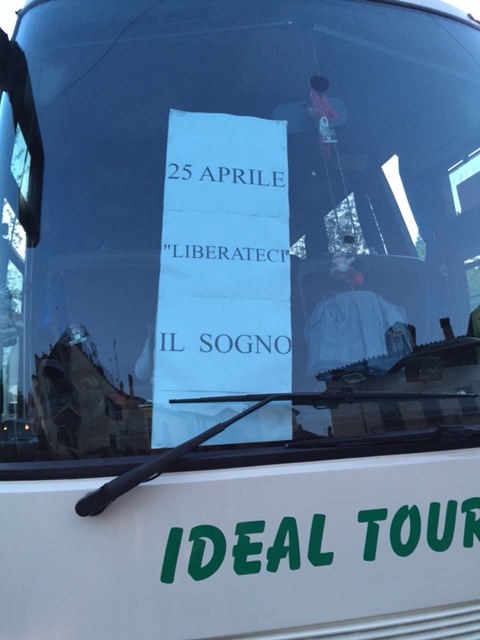 25 APRILE
"LIBERATECI"
IL SOGNO
IDEAL TOUR